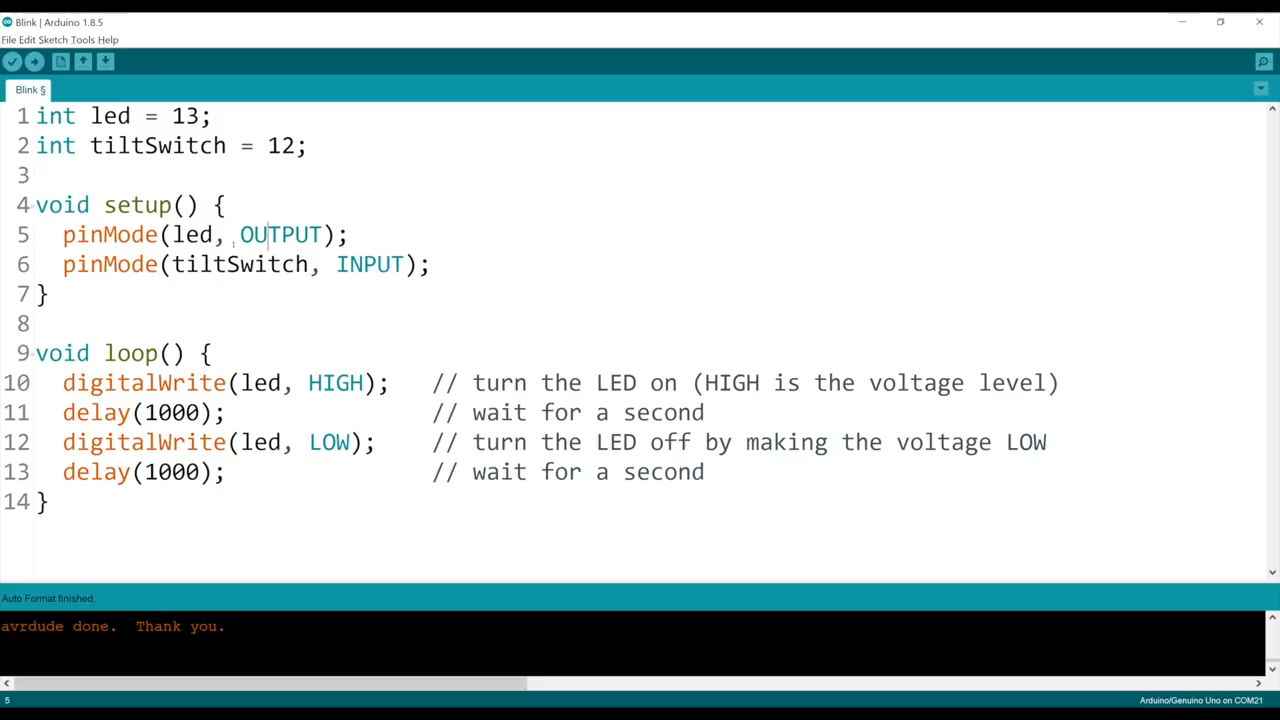 Blink | Arduino 1.8.5
File Edit Sketch Tools Help
Blink §
1 int led = 13;
2 int tiltSwitch = 12;
3
4 void setup() {
5   pinMode(led, OUTPUT);
6   pinMode(tiltSwitch, INPUT);
7 }
8
9 void loop() {
10   digitalWrite(led, HIGH);   // turn the LED on (HIGH is the voltage level)
11   delay(1000);               // wait for a second
12   digitalWrite(led, LOW);    // turn the LED off by making the voltage LOW
13   delay(1000);               // wait for a second
14 }
Auto Format finished.
avrdude done.  Thank you.
5
Arduino/Genuino Uno on COM21